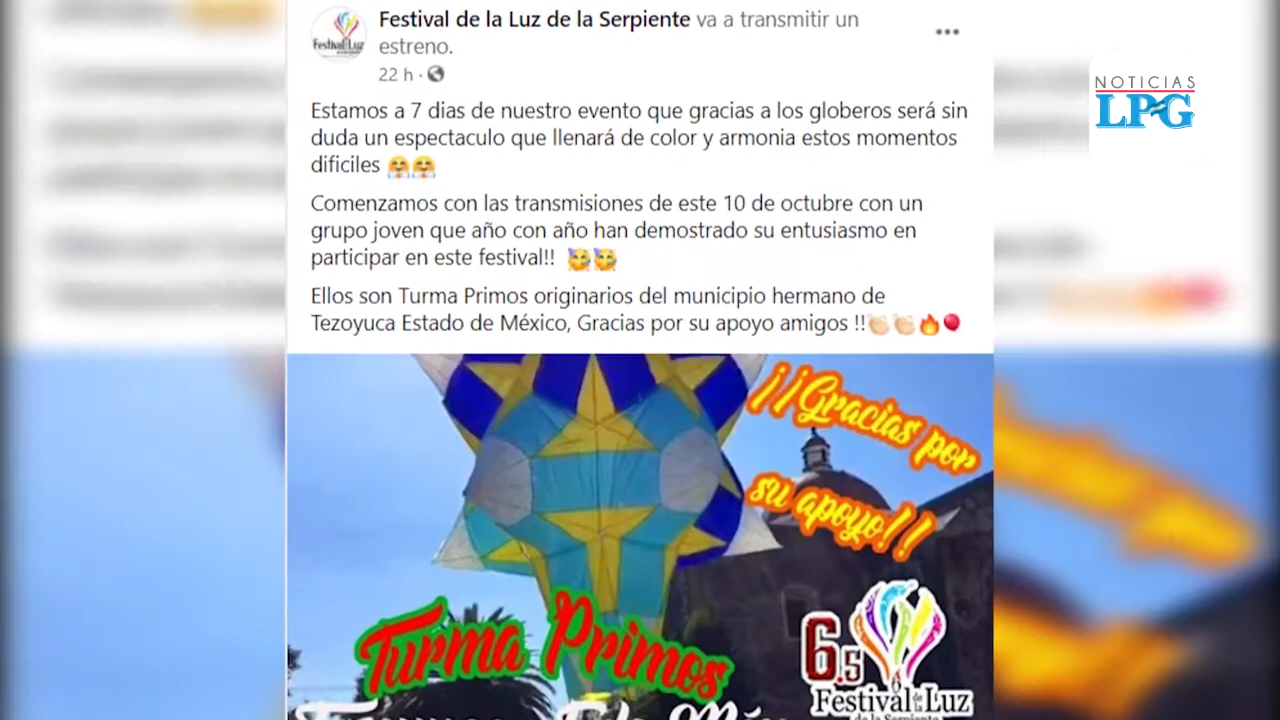 Festival de la Luz de la Serpiente va a transmitir un
estreno.
22 h ·
NOTICIAS
LPG
Estamos a 7 dias de nuestro evento que gracias a los globeros será sin
duda un espectaculo que llenará de color y armonia estos momentos
dificiles
Comenzamos con las transmisiones de este 10 de octubre con un
grupo joven que año con año han demostrado su entusiasmo en
participar en este festival!!
Ellos son Turma Primos originarios del municipio hermano de
Tezoyuca Estado de México, Gracias por su apoyo amigos !!
¡¡Gracias por
su apoyo!!
Turma Primos
6.5
Festival de la Luz
de la Serpiente